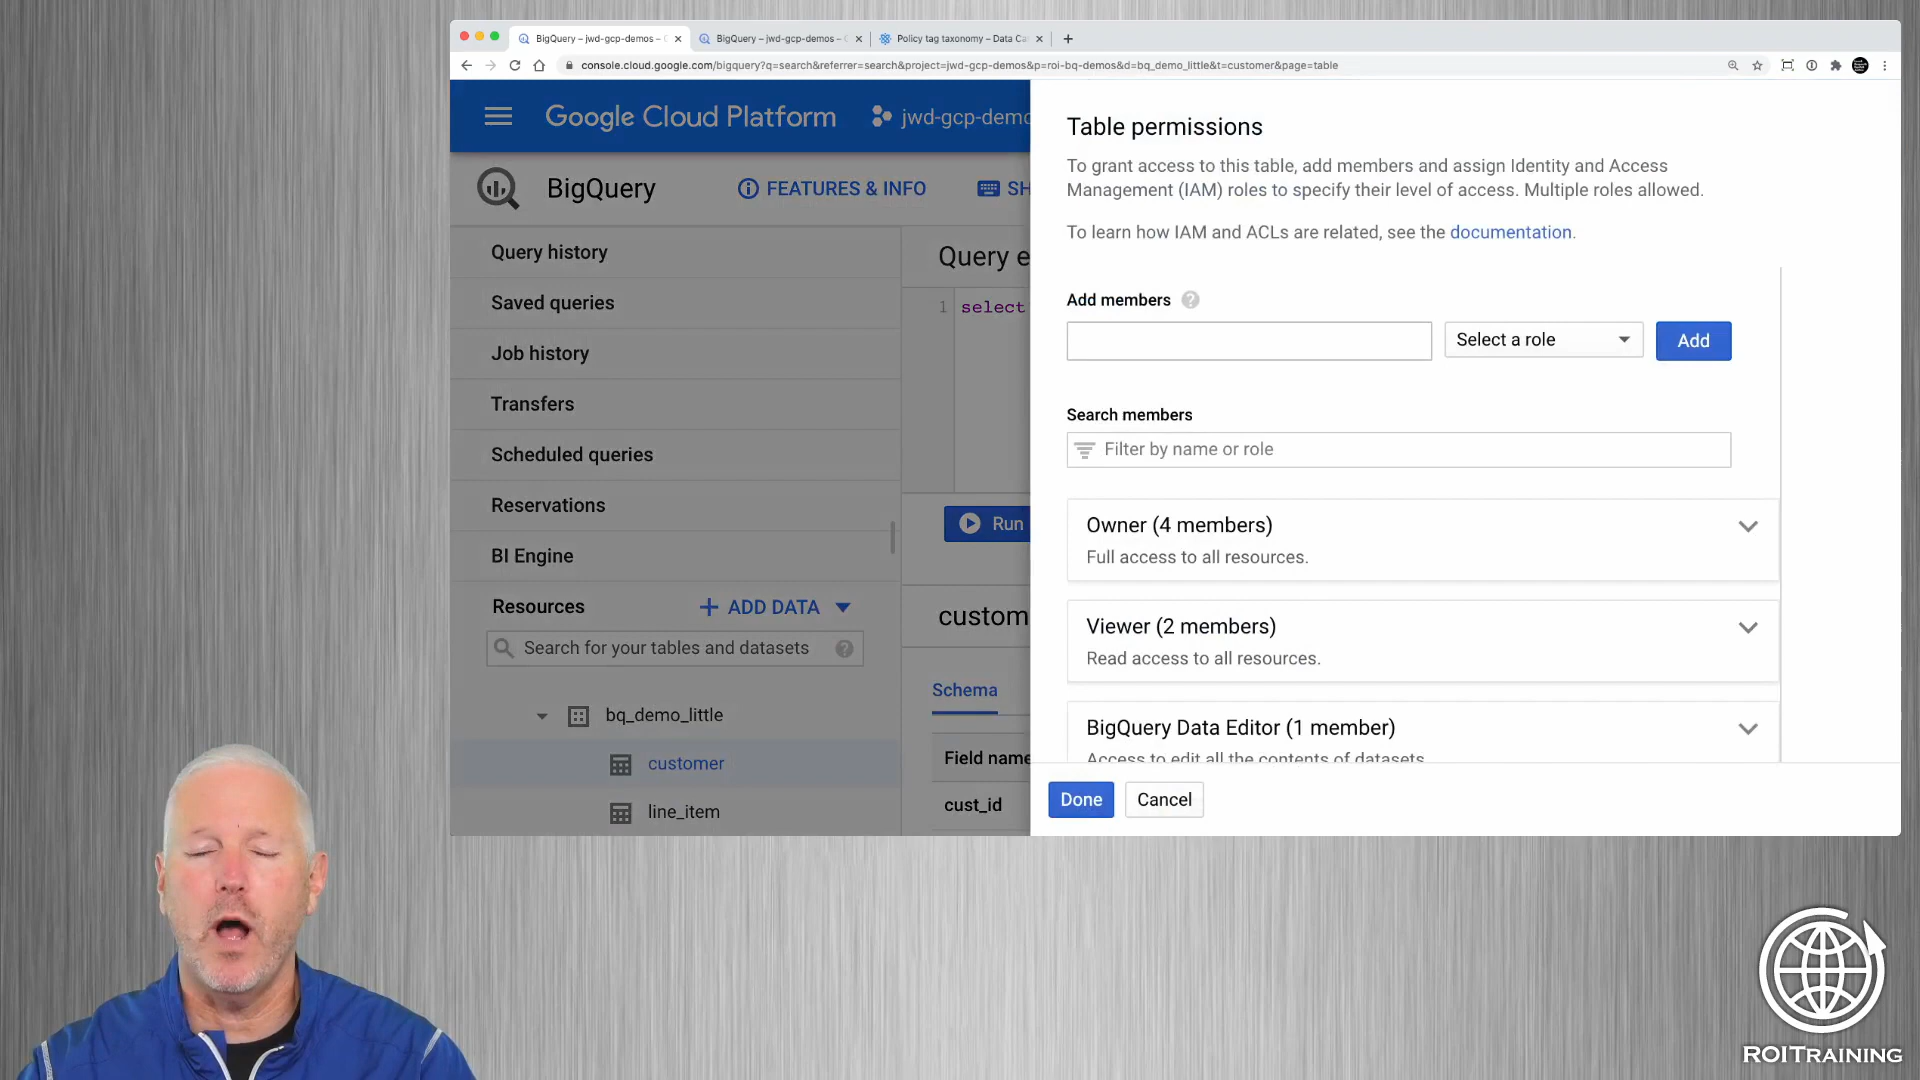 BigQuery – jwd-gcp-demos –
BigQuery – jwd-gcp-demos –
Policy tag taxonomy – Data Ca
console.cloud.google.com/bigquery?q=search&referrer=search&project=jwd-gcp-demos&p=roi-bq-demos&d=bq_demo_little&t=customer&page=table
Google Cloud Platform
jwd-gcp-demo
BigQuery
FEATURES & INFO
SH
Query history
Saved queries
Job history
Transfers
Scheduled queries
Reservations
BI Engine
Resources
ADD DATA
Search for your tables and datasets
bq_demo_little
customer
line_item
Query e
1 select
Run
custom
Schema
Field name
cust_id
Table permissions
To grant access to this table, add members and assign Identity and Access
Management (IAM) roles to specify their level of access. Multiple roles allowed.
To learn how IAM and ACLs are related, see the documentation.
Add members
Select a role
Add
Search members
Filter by name or role
Owner (4 members)
Full access to all resources.
Viewer (2 members)
Read access to all resources.
BigQuery Data Editor (1 member)
Access to edit all the contents of datasets
Done
Cancel
ROITRAINING